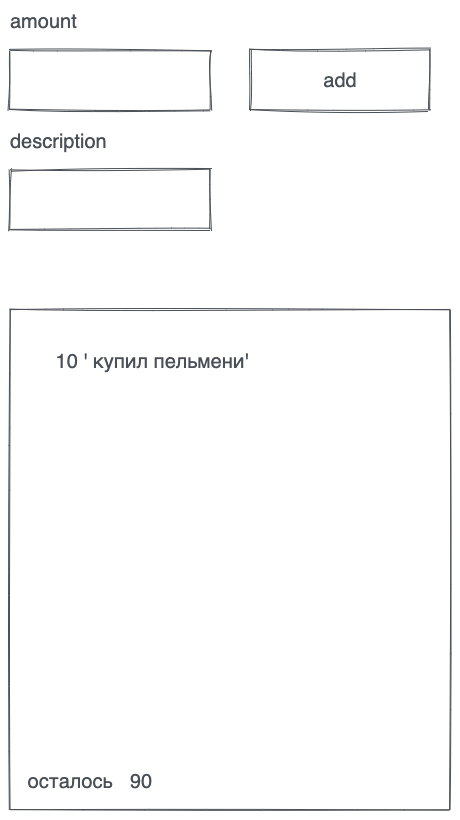 amount
add
description
10 ' купил пельмени'
осталось 90